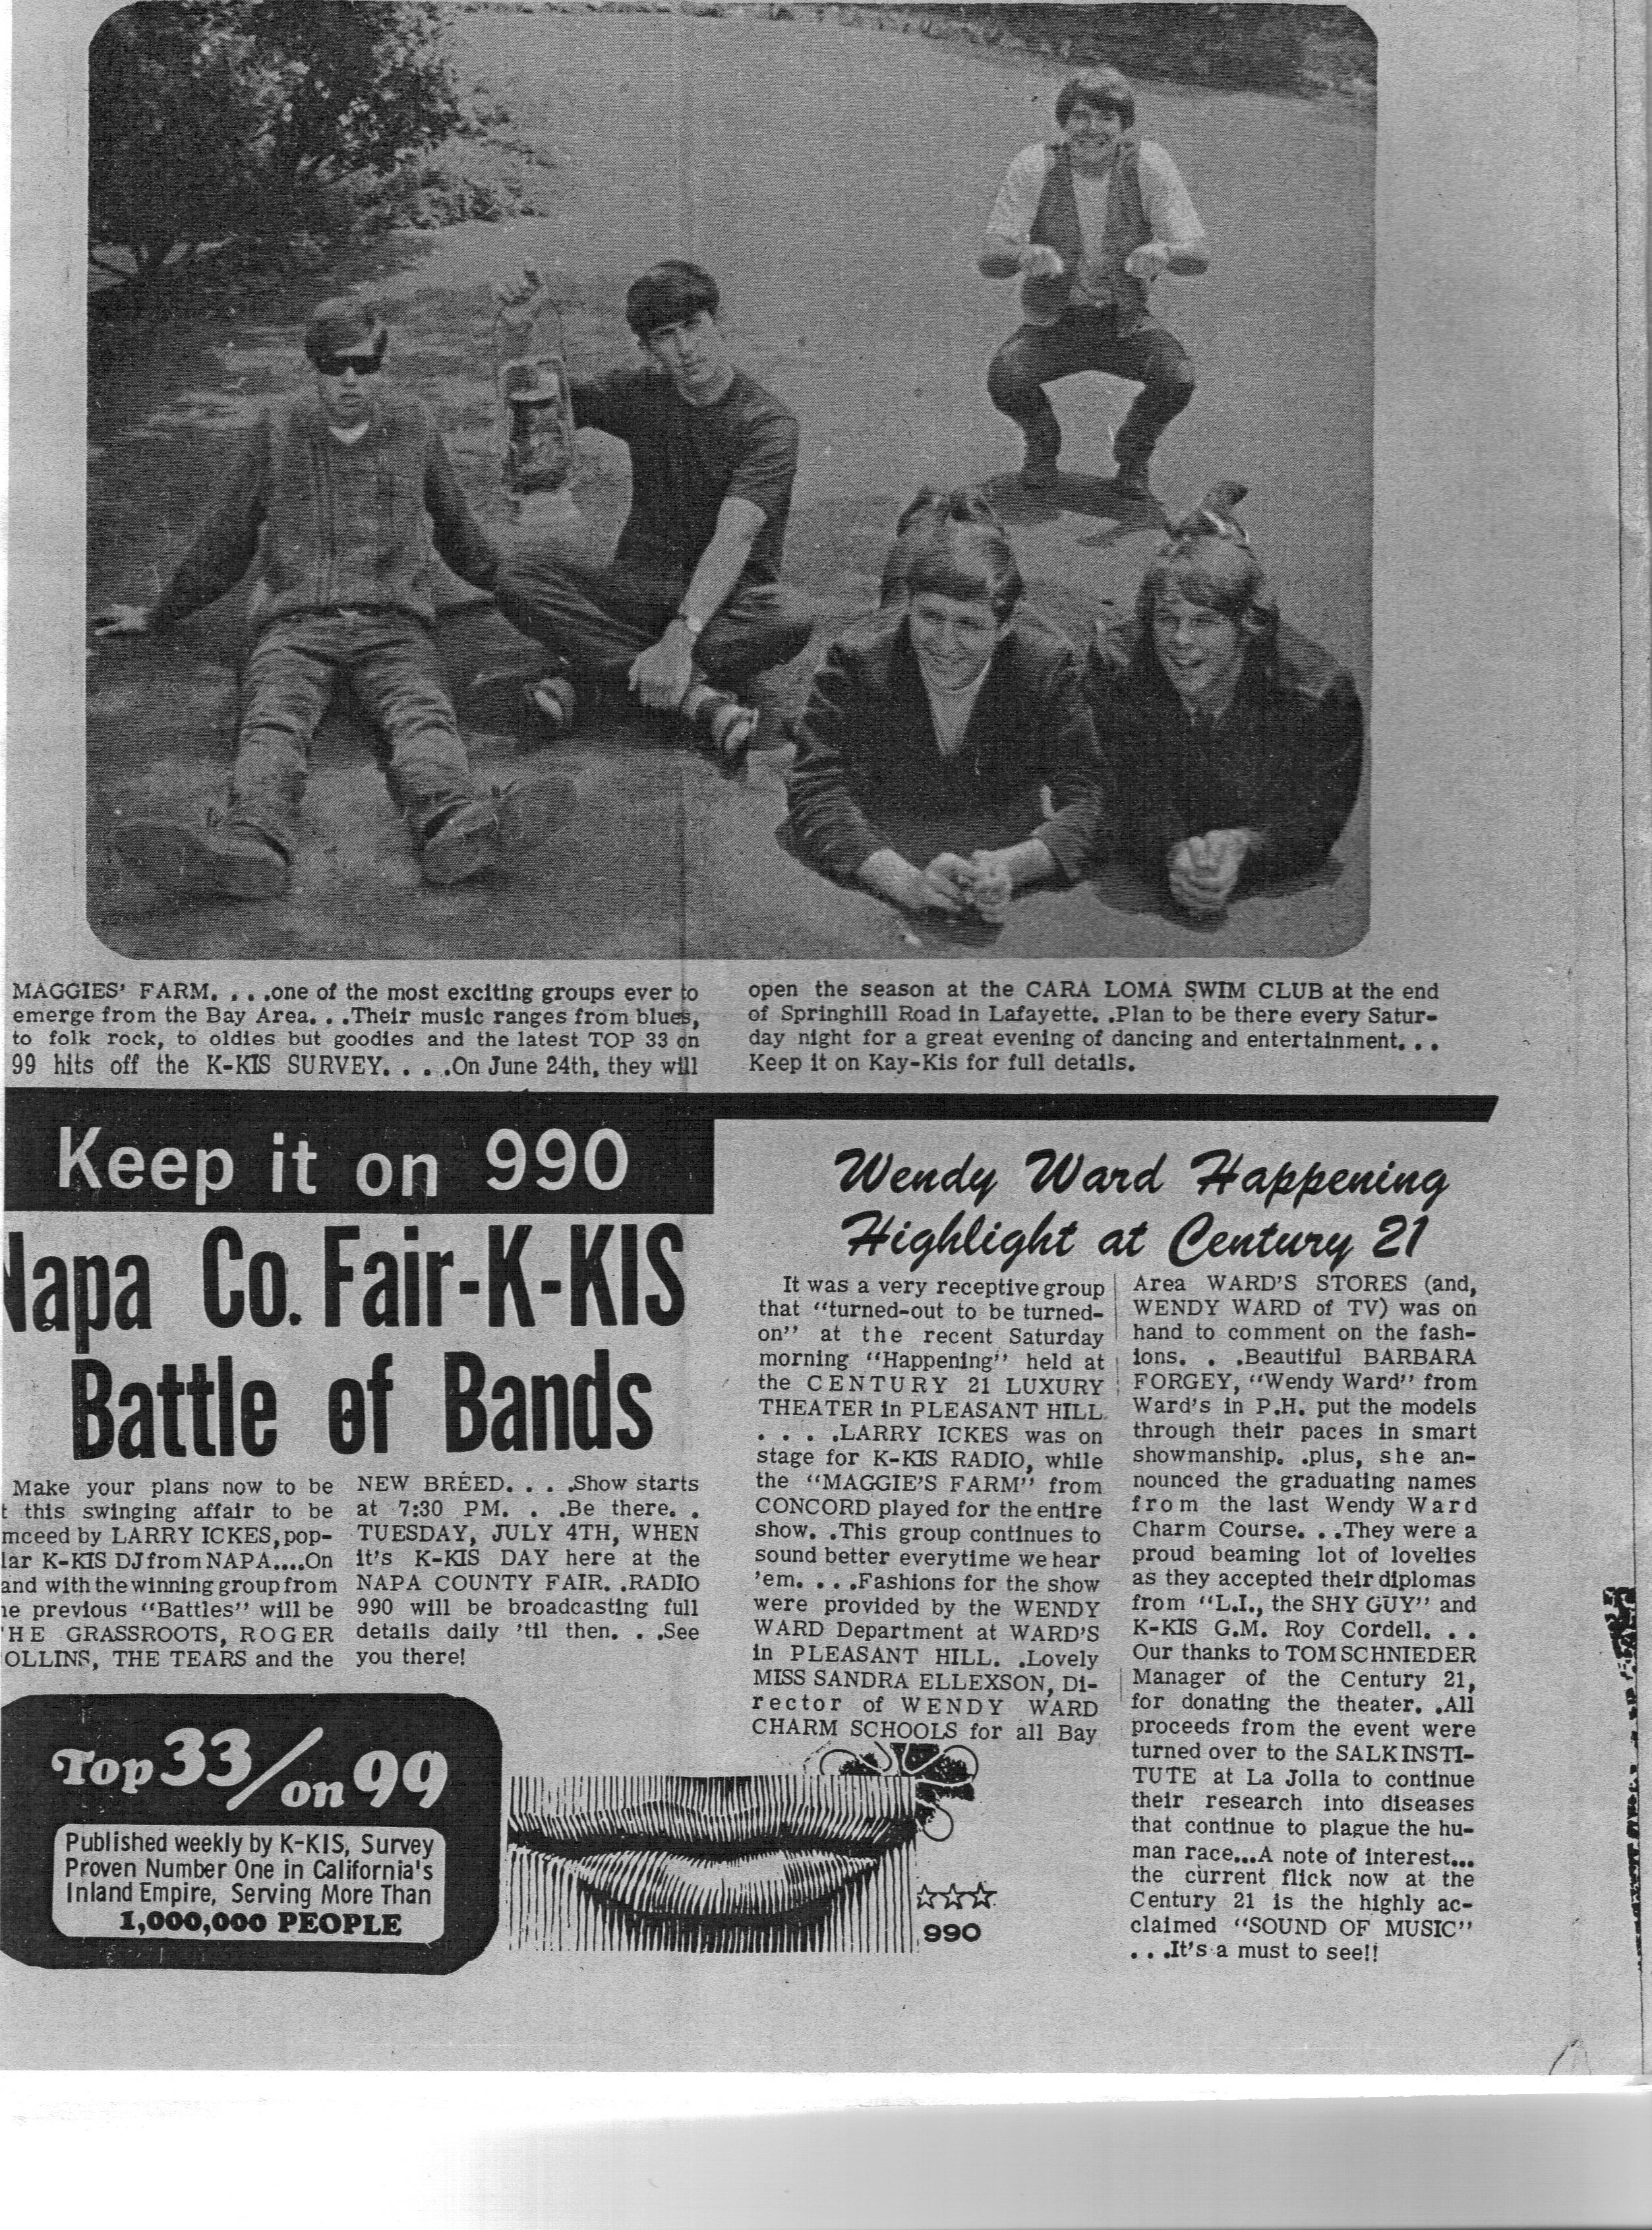 MAGGIES' FARM. . . .one of the most exciting groups ever to
emerge from the Bay Area. . .Their music ranges from blues,
to folk rock, to oldies but goodies and the latest TOP 33 on
99 hits off the K-KIS SURVEY. . . .On June 24th, they will
open the season at the CARA LOMA SWIM CLUB at the end
of Springhill Road in Lafayette. .Plan to be there every Satur-
day night for a great evening of dancing and entertainment. . .
Keep it on Kay-Kis for full details.
Keep it on 990
Napa Co. Fair-K-KIS
Battle of Bands
Make your plans now to be
t this swinging affair to be
mceed by LARRY ICKES, pop-
lar K-KIS DJ from NAPA....On
and with the winning group from
he previous "Battles" will be
HE GRASSROOTS, ROGER
OLLINS, THE TEARS and the
NEW BREED. . . .Show starts
at 7:30 PM. . .Be there. .
TUESDAY, JULY 4TH, WHEN
it's K-KIS DAY here at the
NAPA COUNTY FAIR. .RADIO
990 will be broadcasting full
details daily 'til then. . .See
you there!
Top 33/on 99
Published weekly by K-KIS, Survey
Proven Number One in California's
Inland Empire, Serving More Than
1,000,000 PEOPLE
990
Wendy Ward Happening
Highlight at Century 21
It was a very receptive group
that "turned-out to be turned-
on" at the recent Saturday
morning "Happening" held at
the CENTURY 21 LUXURY
THEATER in PLEASANT HILL
. . . .LARRY ICKES was on
stage for K-KIS RADIO, while
the "MAGGIE'S FARM" from
CONCORD played for the entire
show. .This group continues to
sound better everytime we hear
'em. . . .Fashions for the show
were provided by the WENDY
WARD Department at WARD'S
in PLEASANT HILL. .Lovely
MISS SANDRA ELLEXSON, Di-
rector of WENDY WARD
CHARM SCHOOLS for all Bay
Area WARD'S STORES (and,
WENDY WARD of TV) was on
hand to comment on the fash-
ions. . .Beautiful BARBARA
FORGEY, "Wendy Ward" from
Ward's in P.H. put the models
through their paces in smart
showmanship. .plus, she an-
nounced the graduating names
from the last Wendy Ward
Charm Course. . .They were a
proud beaming lot of lovelies
as they accepted their diplomas
from "L.I., the SHY GUY" and
K-KIS G.M. Roy Cordell. . .
Our thanks to TOM SCHNIEDER
Manager of the Century 21,
for donating the theater. .All
proceeds from the event were
turned over to the SALK INSTI-
TUTE at La Jolla to continue
their research into diseases
that continue to plague the hu-
man race...A note of interest...
the current flick now at the
Century 21 is the highly ac-
claimed "SOUND OF MUSIC"
. . .It's a must to see!!